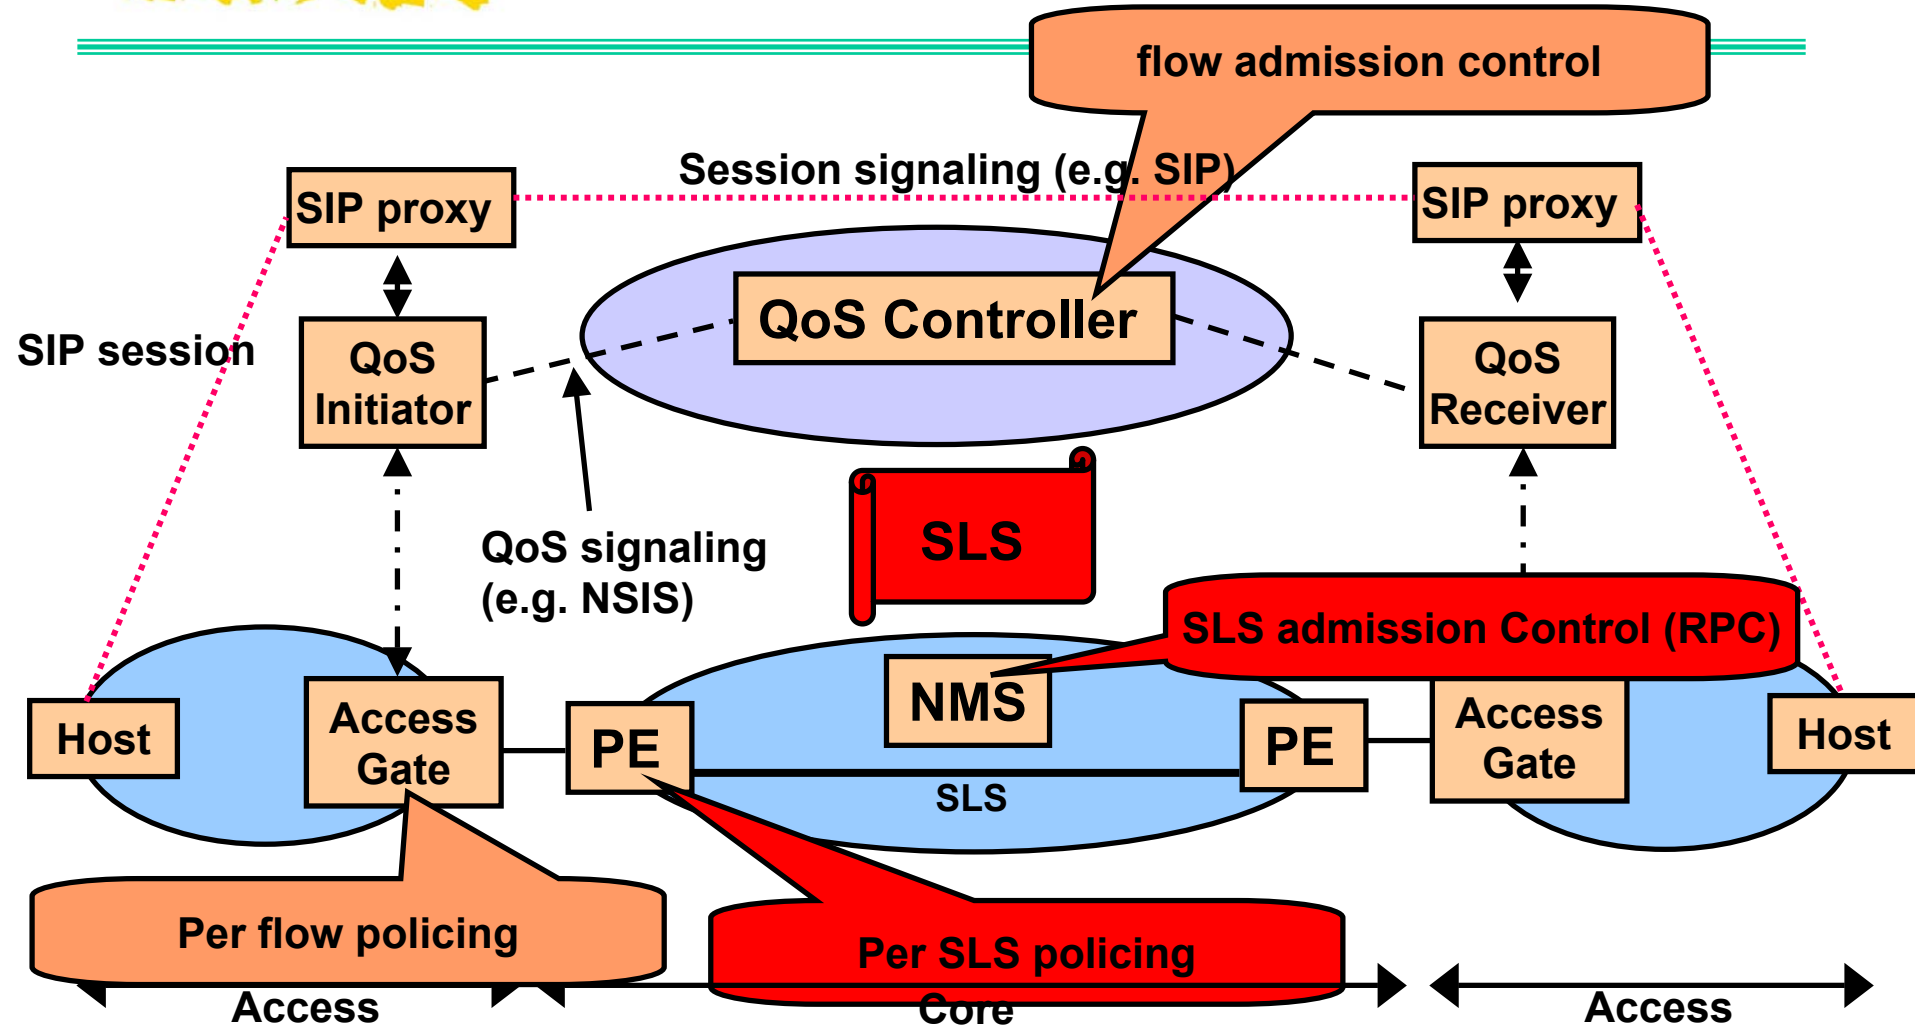 flow admission control
Session signaling (e.g. SIP)
SIP proxy
SIP proxy
QoS Controller
SIP session
QoS
Initiator
QoS
Receiver
QoS signaling
(e.g. NSIS)
SLS
SLS admission Control (RPC)
Host
Access
Gate
PE
NMS
SLS
PE
Access
Gate
Host
Per flow policing
Per SLS policing
Access
Core
Access